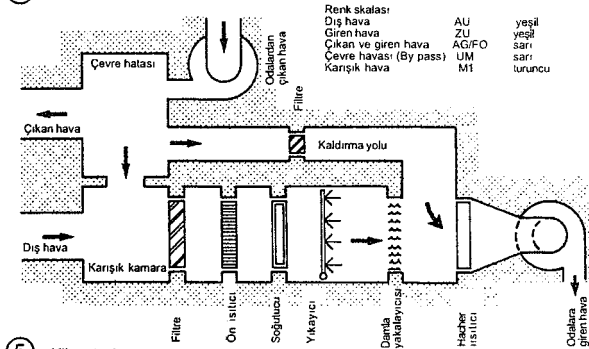 Renk skalası
Dış hava AU yeşil
Giren hava ZU yeşil
Çıkan ve giren hava AG/FO sarı
Çevre havası (By pass) UM sarı
Karışık hava M1 turuncu
Çevre hatası
Odalardan
çıkan hava
Filtre
Çıkan hava
Kaldırma yolu
Dış hava
Karışık kamara
Filtre
Ön ısıtıcı
Soğutucu
Yıkayıcı
Damla
yakalayıcısı
Hacher
ısıtıcı
Odalara
giren hava
5